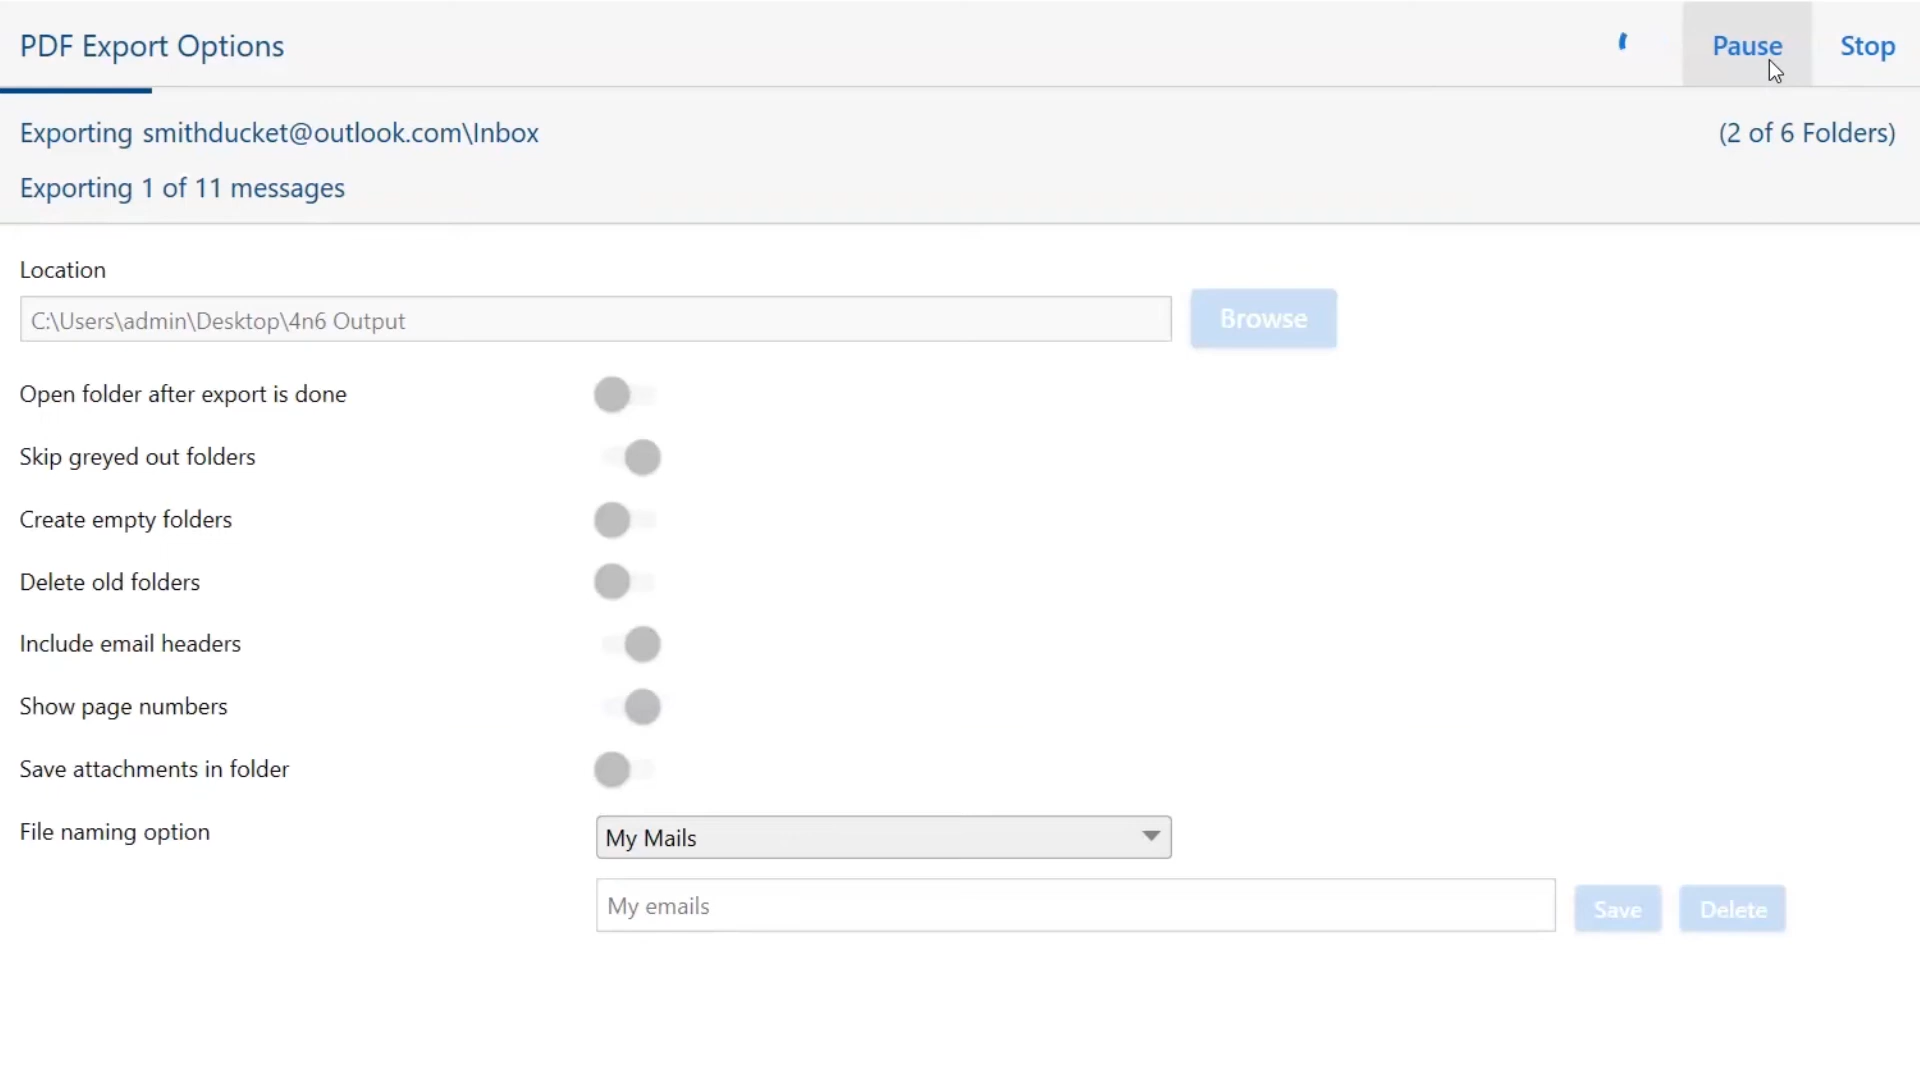 PDF Export Options
Pause
Stop
Exporting smithducket@outlook.com\Inbox
(2 of 6 Folders)
Exporting 1 of 11 messages
Location
C:\Users\admin\Desktop\4n6 Output
Browse
Open folder after export is done
Skip greyed out folders
Create empty folders
Delete old folders
Include email headers
Show page numbers
Save attachments in folder
File naming option
My Mails
My emails
Save
Delete